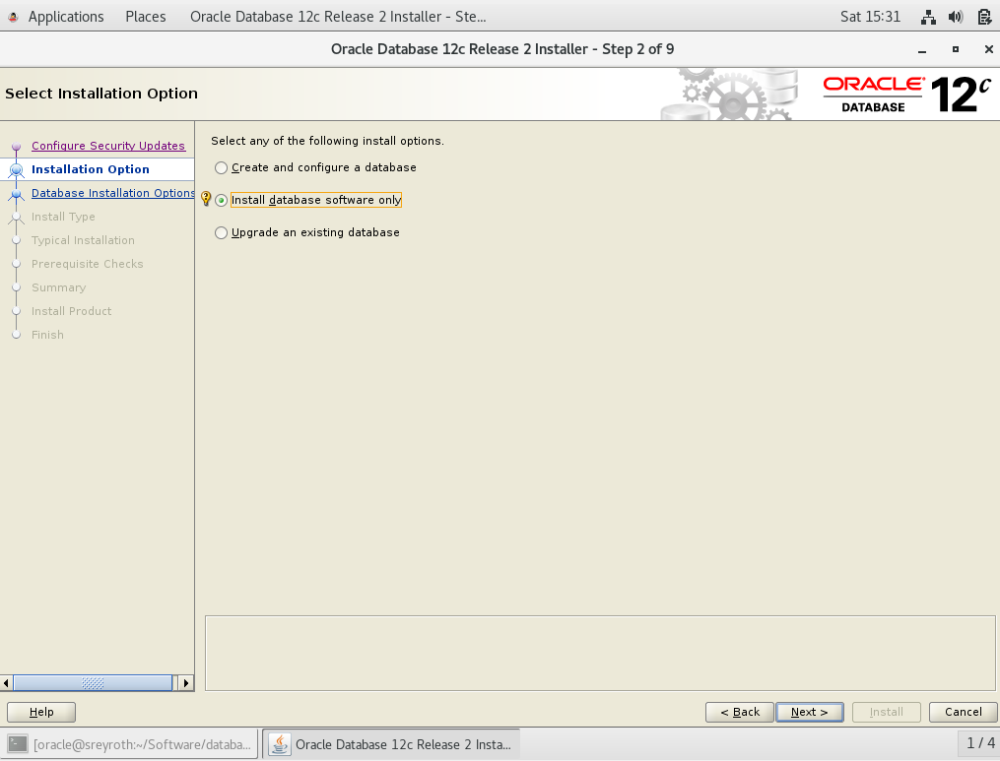 Applications Places Oracle Database 12c Release 2 Installer - Ste... Sat 15:31
Oracle Database 12c Release 2 Installer - Step 2 of 9
Select Installation Option
ORACLE
DATABASE
12c
Configure Security Updates
Installation Option
Database Installation Options
Install Type
Typical Installation
Prerequisite Checks
Summary
Install Product
Finish
Select any of the following install options.
Create and configure a database
Install database software only
Upgrade an existing database
Help < Back Next > Install Cancel
[oracle@sreyroth:~/Software/databa... Oracle Database 12c Release 2 Insta... 1 / 4